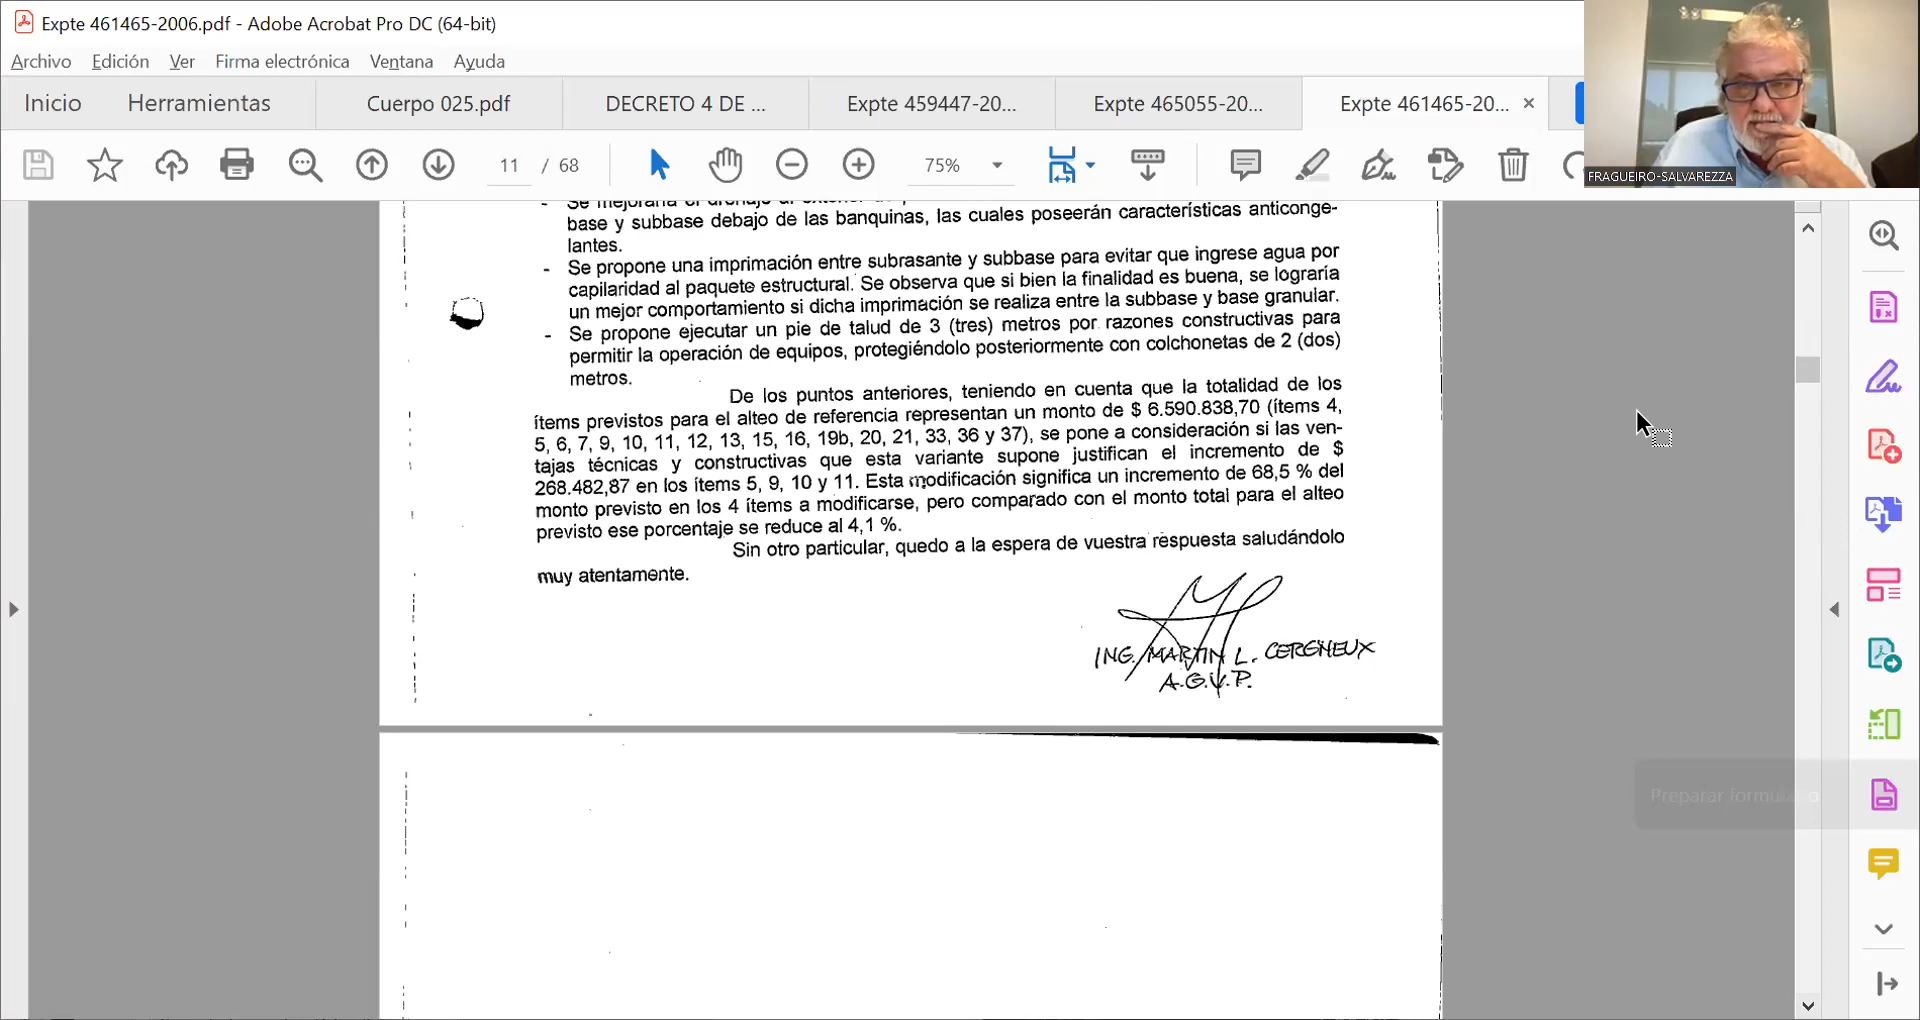 Expte 461465-2006.pdf - Adobe Acrobat Pro DC (64-bit)
Archivo Edición Ver Firma electrónica Ventana Ayuda
Inicio Herramientas Cuerpo 025.pdf DECRETO 4 DE ... Expte 459447-20... Expte 465055-20... Expte 461465-20...
11 / 68 75%
FRAGUEIRO-SALVAREZZA
- Se mejoraría el drenaje al exterior
base y subbase debajo de las banquinas, las cuales poseerán características anticonge-
lantes.
- Se propone una imprimación entre subrasante y subbase para evitar que ingrese agua por
capilaridad al paquete estructural. Se observa que si bien la finalidad es buena, se lograría
un mejor comportamiento si dicha imprimación se realiza entre la subbase y base granular.
- Se propone ejecutar un pie de talud de 3 (tres) metros por razones constructivas para
permitir la operación de equipos, protegiéndolo posteriormente con colchonetas de 2 (dos)
metros.
De los puntos anteriores, teniendo en cuenta que la totalidad de los
ítems previstos para el alteo de referencia representan un monto de $ 6.590.838,70 (ítems 4,
5, 6, 7, 9, 10, 11, 12, 13, 15, 16, 19b, 20, 21, 33, 36 y 37), se pone a consideración si las ven-
tajas técnicas y constructivas que esta variante supone justifican el incremento de $
268.482,87 en los ítems 5, 9, 10 y 11. Esta modificación significa un incremento de 68,5 % del
monto previsto en los 4 ítems a modificarse, pero comparado con el monto total para el alteo
previsto ese porcentaje se reduce al 4,1 %.
Sin otro particular, quedo a la espera de vuestra respuesta saludándolo
muy atentamente.
ING. MARTIN L. CERGNEUX
A.G.V.P.
Preparar formulario